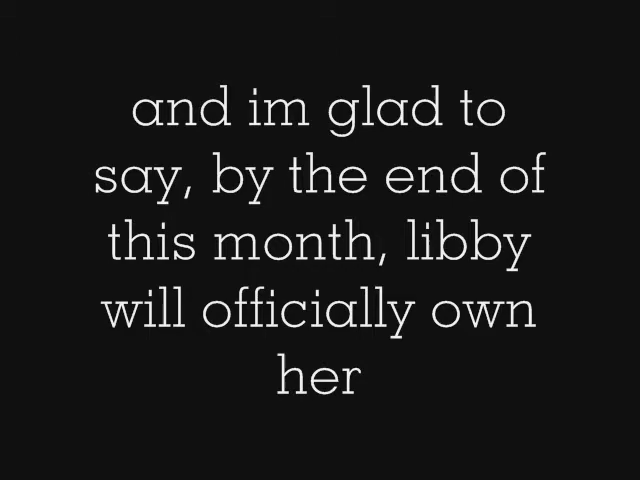 and im glad to
say, by the end of
this month, libby
will officially own
her